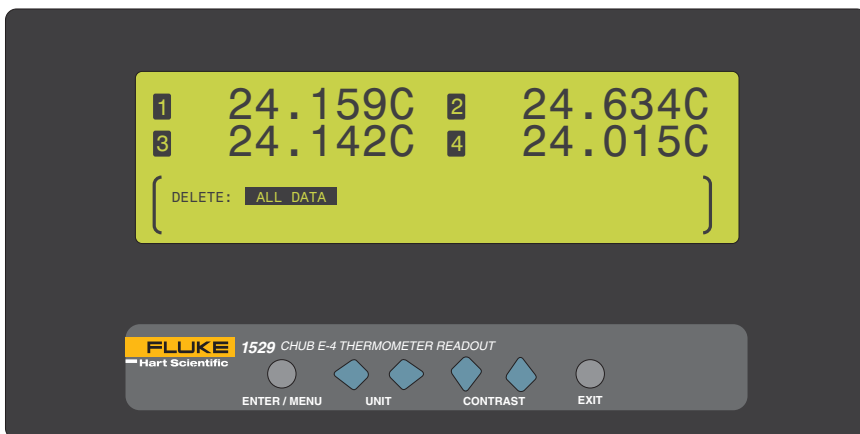 1 24.159C 2 24.634C
3 24.142C 4 24.015C
DELETE: ALL DATA
FLUKE 1529 CHUB E-4 THERMOMETER READOUT
Hart Scientific
ENTER / MENU UNIT CONTRAST EXIT